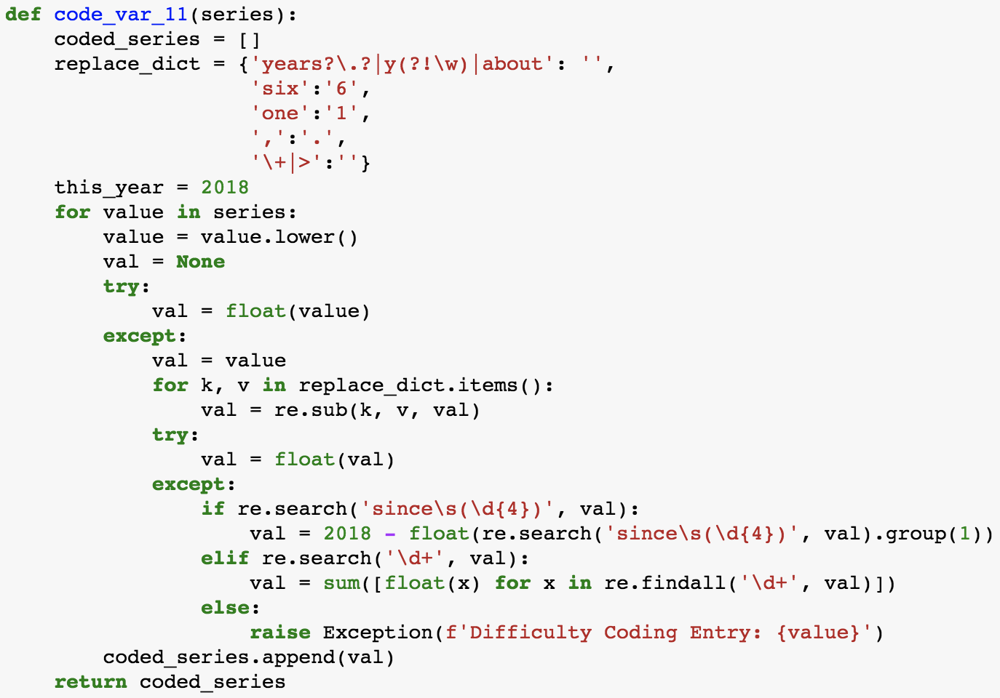 def code_var_11(series):
    coded_series = []
    replace_dict = {'years?\.?|y(?!\w)|about': '',
                    'six':'6',
                    'one':'1',
                    ',':'.',
                    '\+|>':''}
    this_year = 2018
    for value in series:
        value = value.lower()
        val = None
        try:
            val = float(value)
        except:
            val = value
            for k, v in replace_dict.items():
                val = re.sub(k, v, val)
            try:
                val = float(val)
            except:
                if re.search('since\s(\d{4})', val):
                    val = 2018 - float(re.search('since\s(\d{4})', val).group(1))
                elif re.search('\d+', val):
                    val = sum([float(x) for x in re.findall('\d+', val)])
                else:
                    raise Exception(f'Difficulty Coding Entry: {value}')
        coded_series.append(val)
    return coded_series